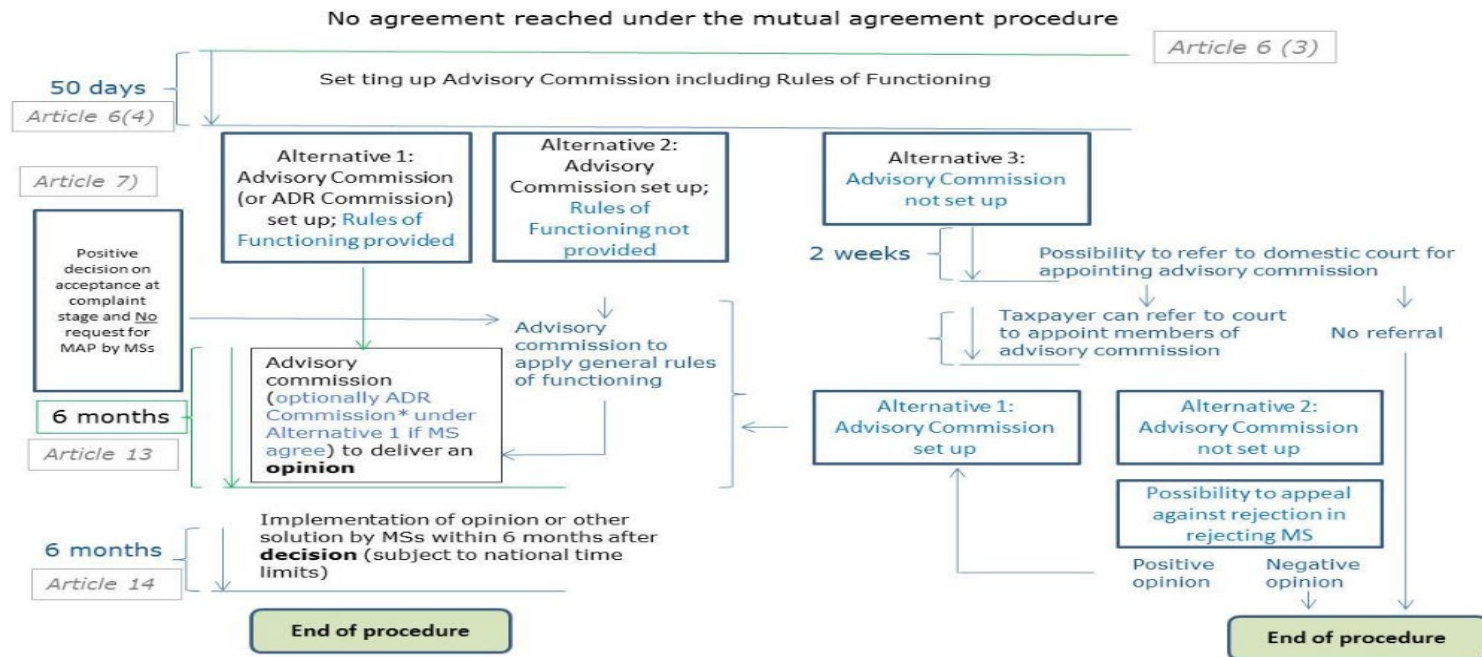 No agreement reached under the mutual agreement procedure
Article 6 (3)
Set ting up Advisory Commission including Rules of Functioning
50 days
Article 6(4)
Alternative 1:
Advisory Commission
(or ADR Commission)
set up; Rules of
Functioning provided
Alternative 2:
Advisory
Commission set up;
Rules of
Functioning not
provided
Alternative 3:
Advisory Commission
not set up
Article 7)
Positive
decision on
acceptance at
complaint
stage and No
request for
MAP by MSs
2 weeks
Possibility to refer to domestic court for
appointing advisory commission
Advisory
commission to
apply general rules
of functioning
Taxpayer can refer to court
to appoint members of
advisory commission
No referral
Advisory
commission
(optionally ADR
Commission* under
Alternative 1 if MS
agree) to deliver an
opinion
6 months
Article 13
Alternative 1:
Advisory Commission
set up
Alternative 2:
Advisory Commission
not set up
Possibility to appeal
against rejection in
rejecting MS
Positive
opinion
Negative
opinion
Implementation of opinion or other
solution by MSs within 6 months after
decision (subject to national time
limits)
6 months
Article 14
End of procedure
End of procedure